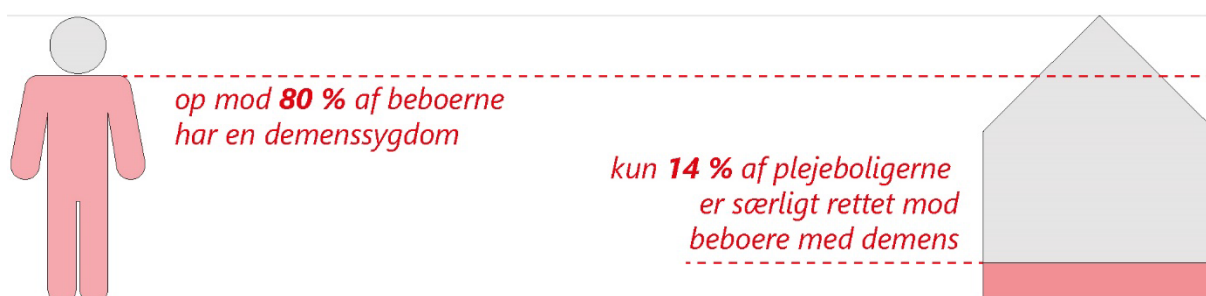 op mod 80 % af beboerne
har en demenssygdom
kun 14 % af plejeboligerne
er særligt rettet mod
beboere med demens